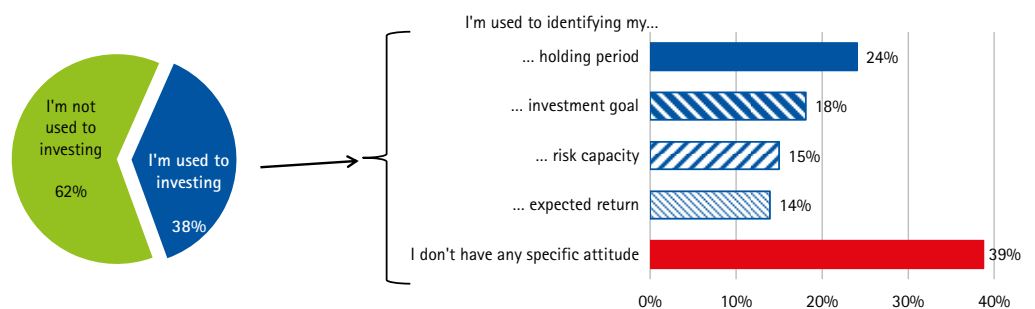 I'm not
used to
investing
62%
I'm used to
investing
38%
I'm used to identifying my...
... holding period
24%
... investment goal
18%
... risk capacity
15%
... expected return
14%
I don't have any specific attitude
39%
0%
10%
20%
30%
40%